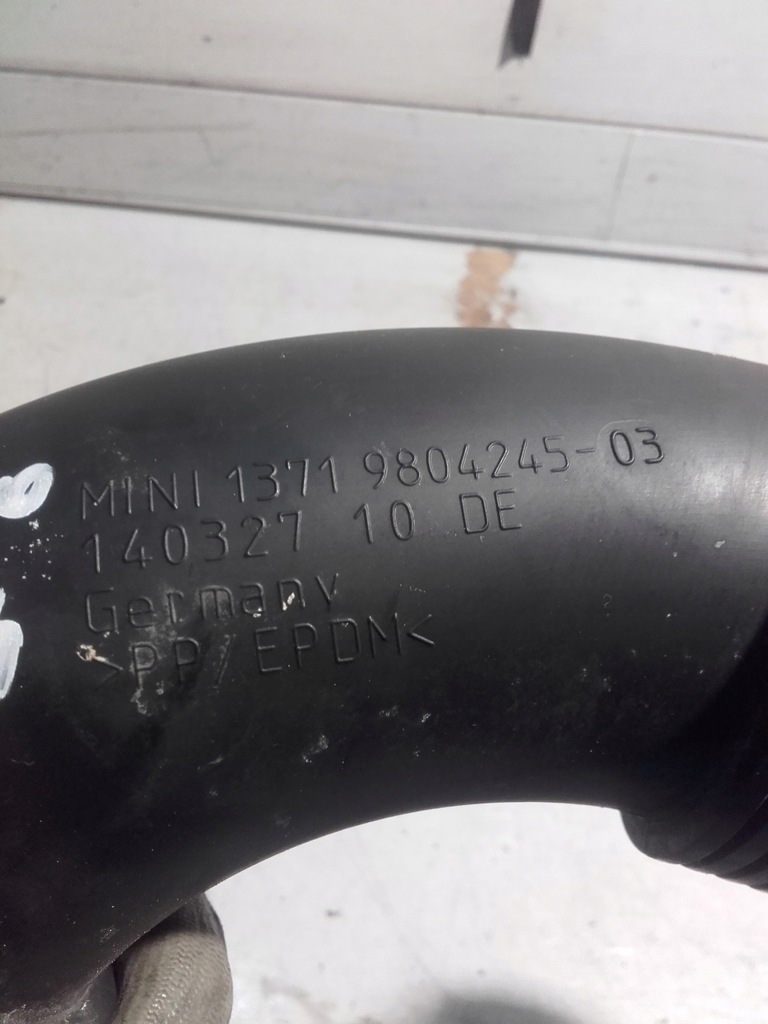 MINI 1371 9804245-03
140327 10 DE
Germany
>PP/EPDM<